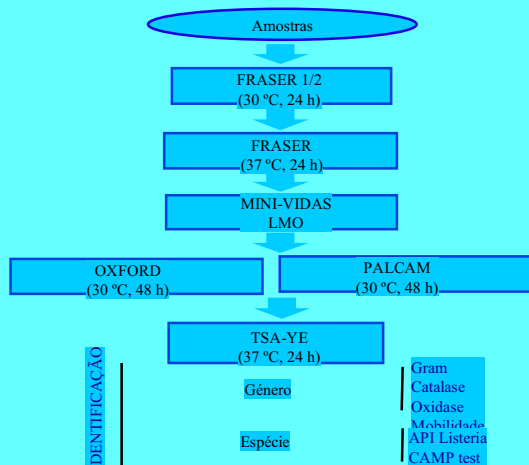 Amostras
FRASER 1/2
(30 ºC, 24 h)
FRASER
(37 ºC, 24 h)
MINI-VIDAS
LMO
OXFORD
(30 ºC, 48 h)
PALCAM
(30 ºC, 48 h)
TSA-YE
(37 ºC, 24 h)
DENTIFICAÇÃO
Género
Gram
Catalase
Oxidase
Mobilidade
Espécie
API Listeria
CAMP test